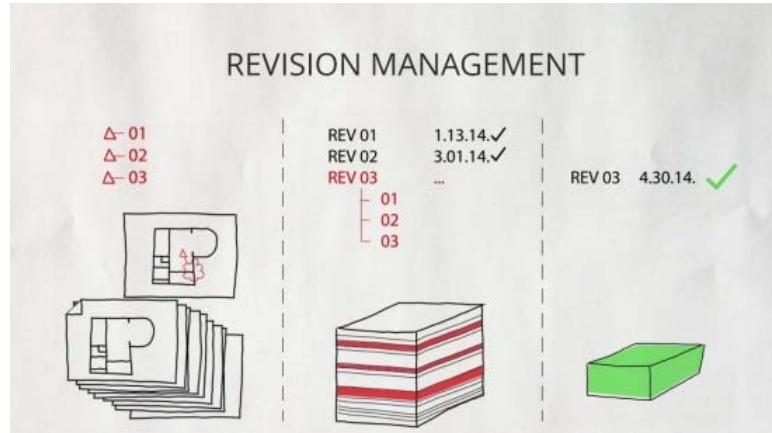 REVISION MANAGEMENT
△– 01
△– 02
△– 03
REV 01 1.13.14.✓
REV 02 3.01.14.✓
REV 03 ...
01
02
03
REV 03 4.30.14. ✓